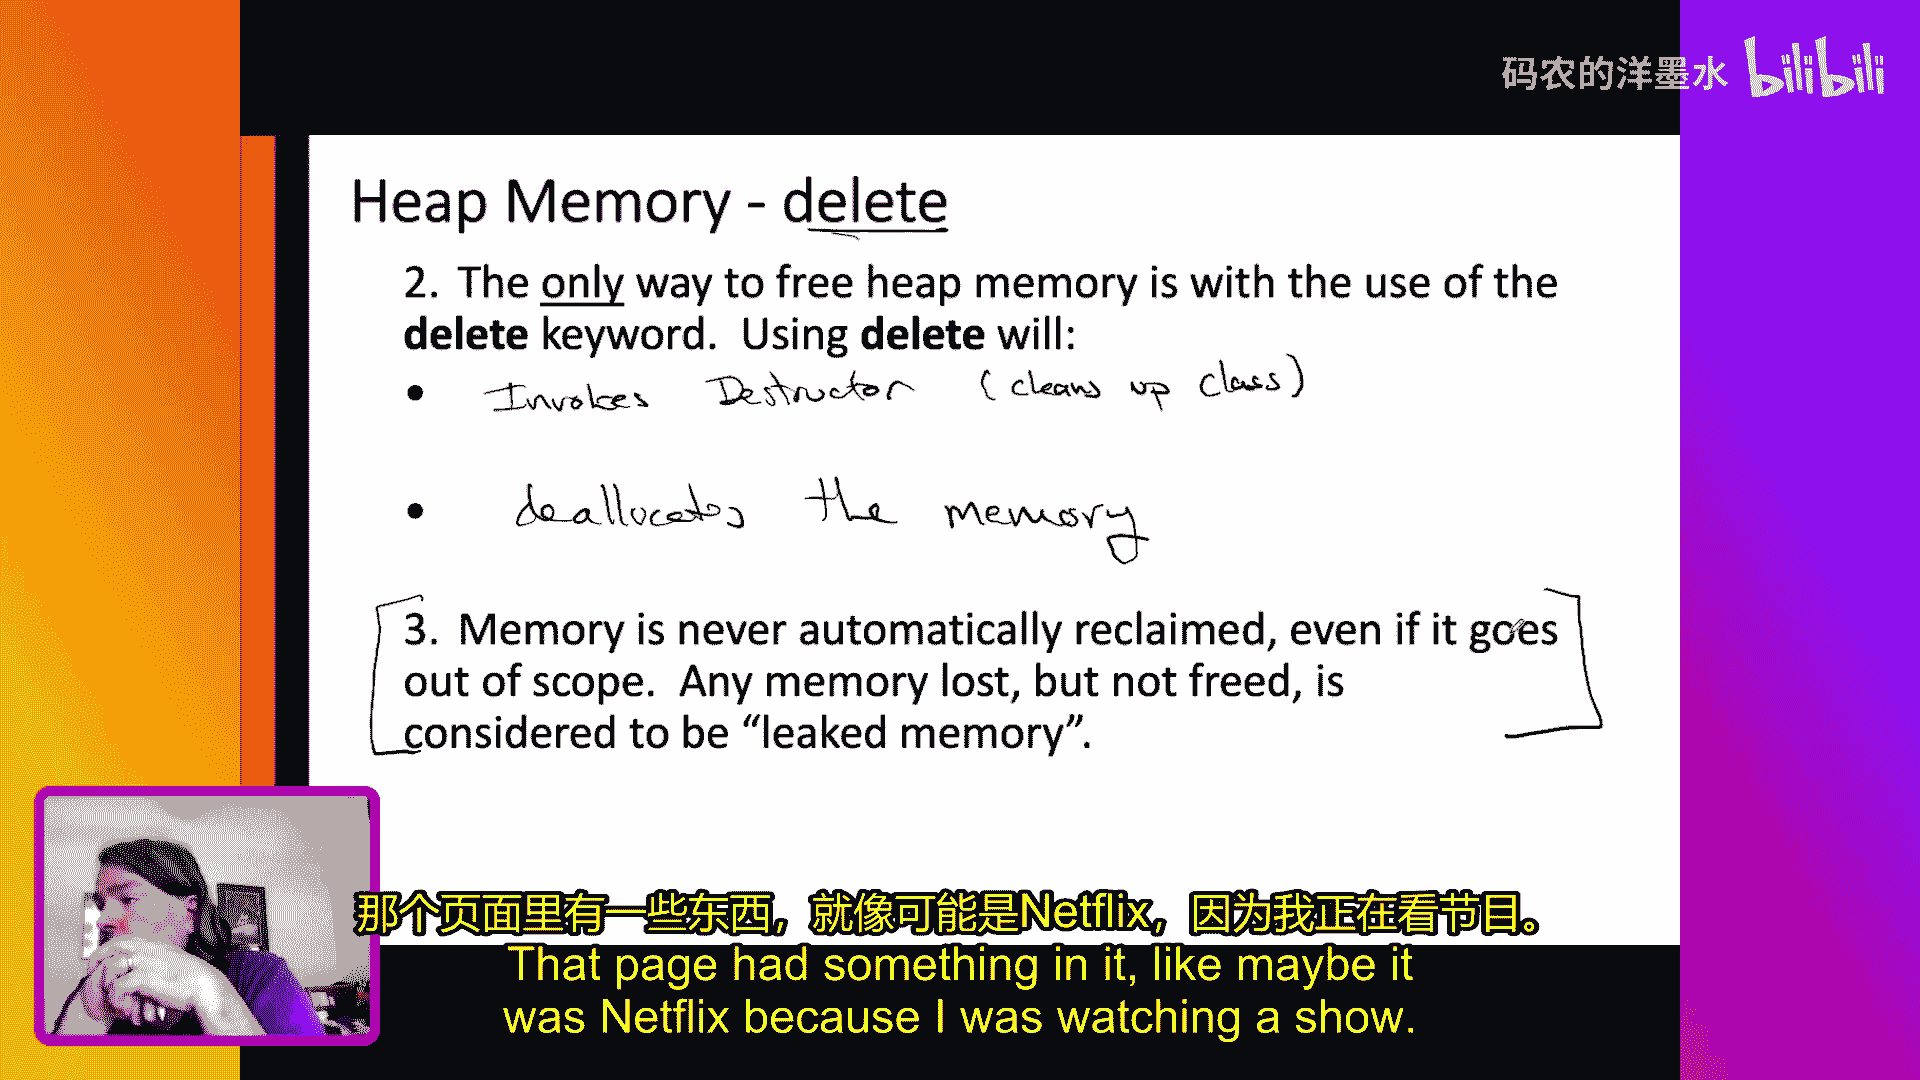 码农的洋墨水 bilibili
Heap Memory - delete
2. The only way to free heap memory is with the use of the
delete keyword. Using delete will:
• Invokes Destructor (cleans up class)
• deallocates the memory
3. Memory is never automatically reclaimed, even if it goes
out of scope. Any memory lost, but not freed, is
considered to be “leaked memory”.
那个页面里有一些东西，就像可能是Netflix，因为我正在看节目。
That page had something in it, like maybe it
was Netflix because I was watching a show.